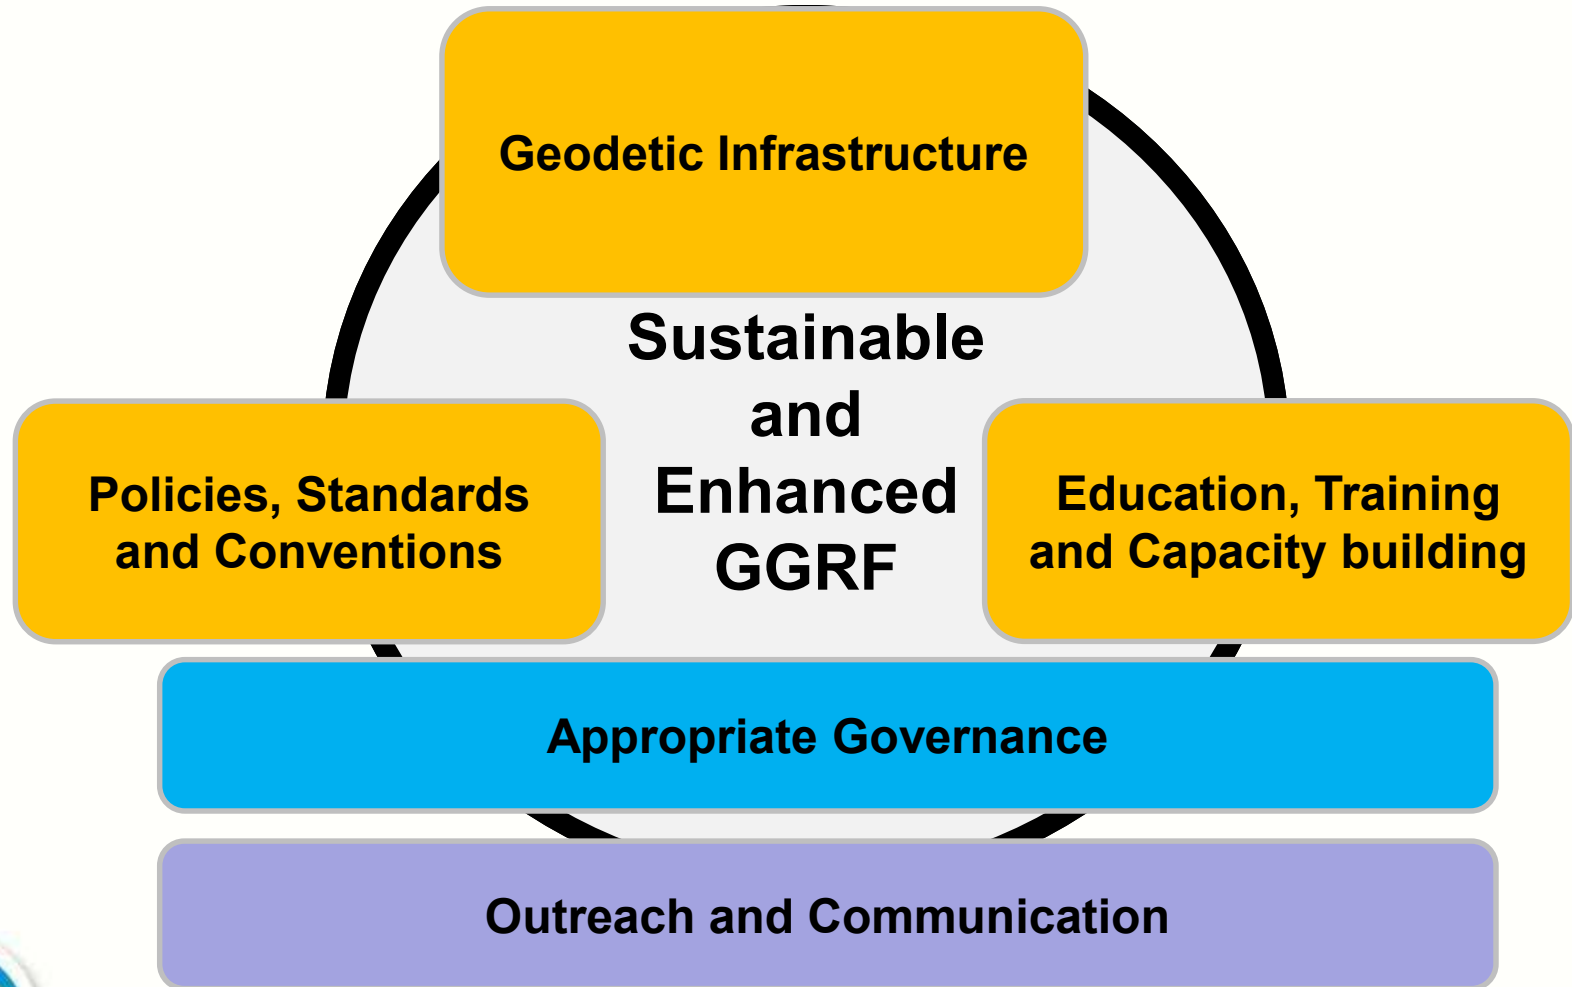 Geodetic Infrastructure
Sustainable
and
Enhanced
GGRF
Policies, Standards
and Conventions
Education, Training
and Capacity building
Appropriate Governance
Outreach and Communication